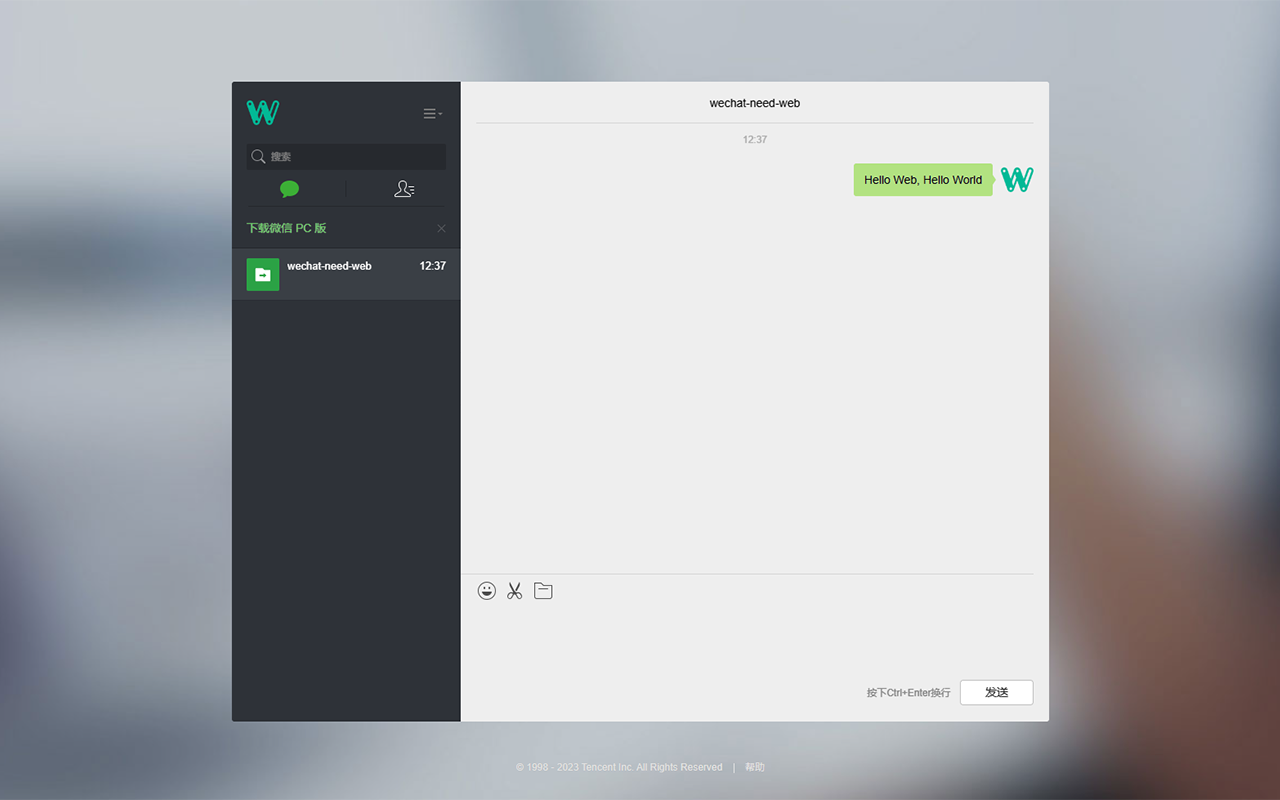 搜索
下载微信 PC 版
wechat-need-web 12:37
wechat-need-web
12:37
Hello Web, Hello World
按下Ctrl+Enter换行
发送
© 1998 - 2023 Tencent Inc. All Rights Reserved | 帮助